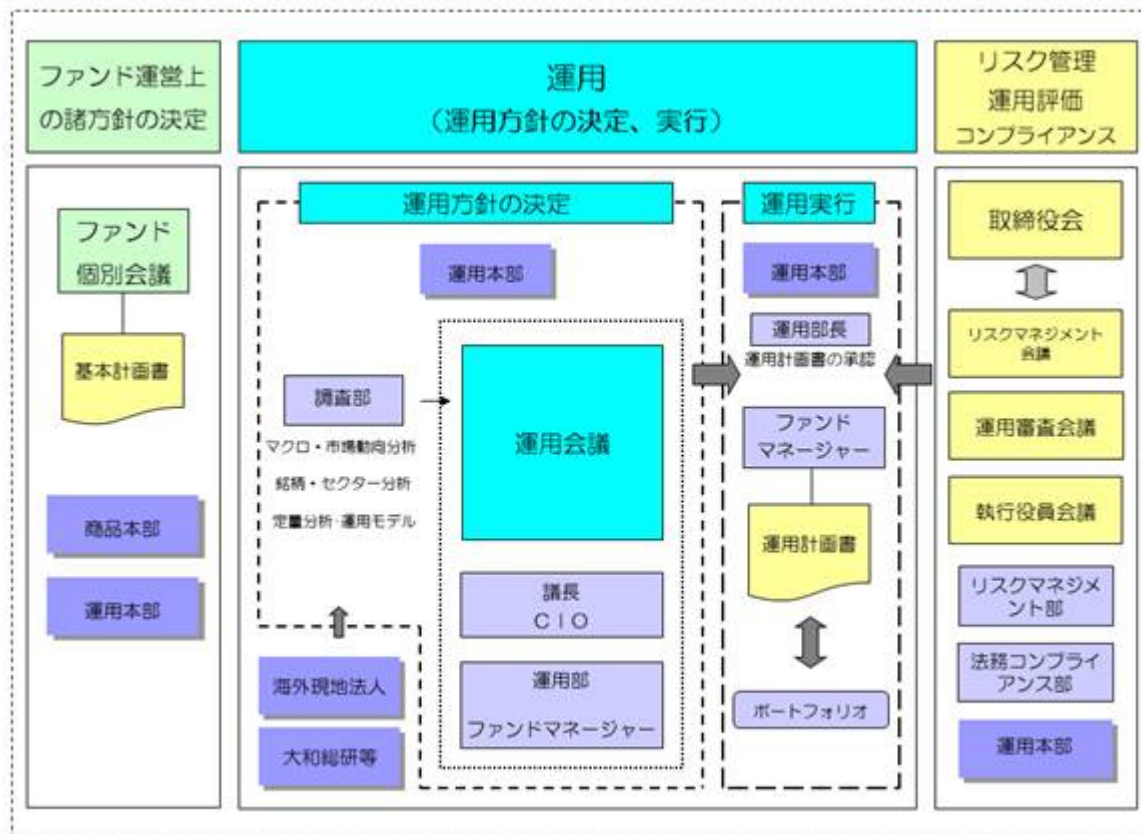 ファンド運営上
の諸方針の決定
運用
（運用方針の決定、実行）
リスク管理
運用評価
コンプライアンス
ファンド
個別会議
基本計画書
商品本部
運用本部
運用方針の決定
運用本部
調査部
マクロ・市場動向分析
銘柄・セクター分析
定量分析・運用モデル
運用会議
議長
ＣＩＯ
運用部
ファンドマネージャー
海外現地法人
大和総研等
運用実行
運用本部
運用部長
運用計画書の承認
ファンド
マネージャー
運用計画書
ポートフォリオ
取締役会
リスクマネジメント
会議
運用審査会議
執行役員会議
リスクマネジメ
ント部
法務コンプライ
アンス部
運用本部